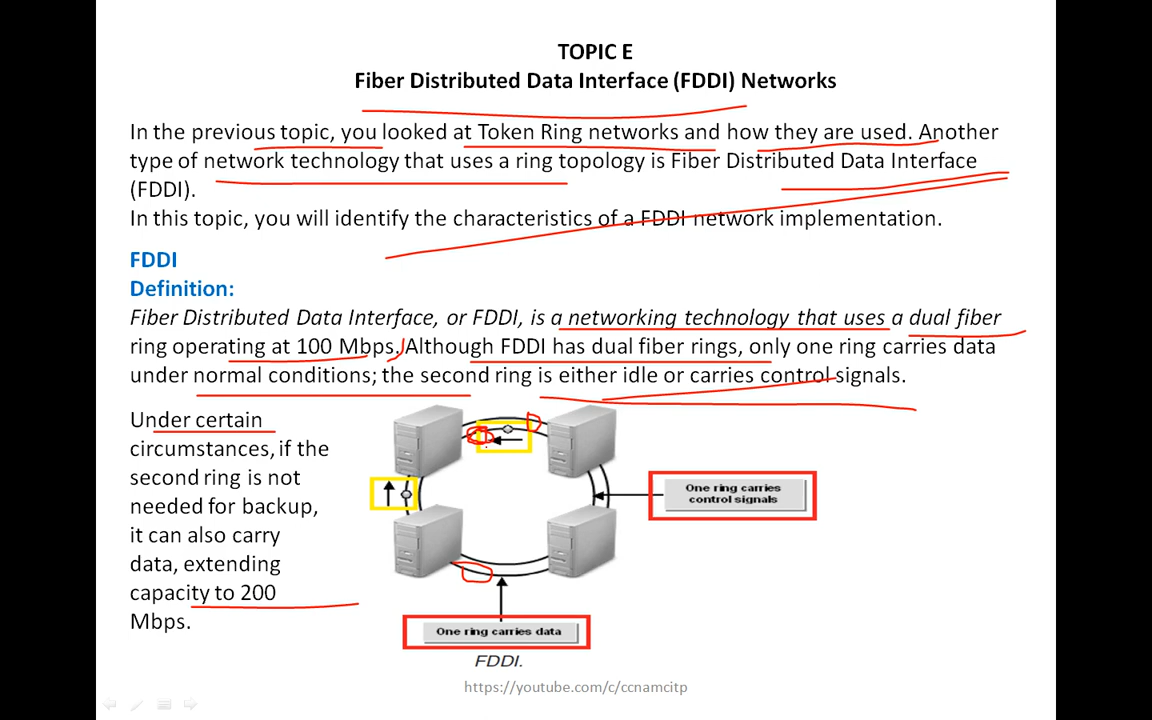 TOPIC E
Fiber Distributed Data Interface (FDDI) Networks
In the previous topic, you looked at Token Ring networks and how they are used. Another
type of network technology that uses a ring topology is Fiber Distributed Data Interface
(FDDI).
In this topic, you will identify the characteristics of a FDDI network implementation.
FDDI
Definition:
Fiber Distributed Data Interface, or FDDI, is a networking technology that uses a dual fiber
ring operating at 100 Mbps. Although FDDI has dual fiber rings, only one ring carries data
under normal conditions; the second ring is either idle or carries control signals.
Under certain
circumstances, if the
second ring is not
needed for backup,
it can also carry
data, extending
capacity to 200
Mbps.
One ring carries
control signals
One ring carries data
FDDI.
https://youtube.com/c/ccnamcitp